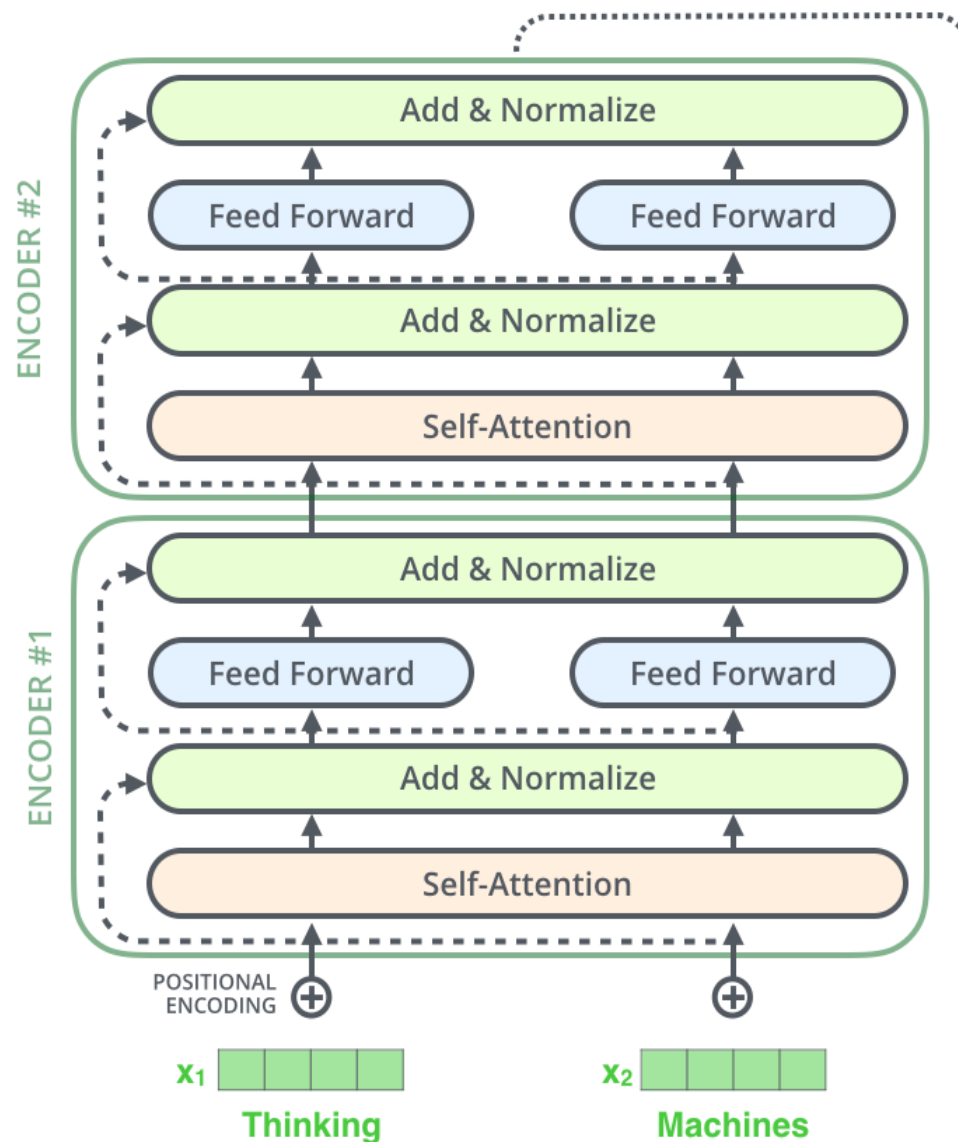 ENCODER #2
Add & Normalize
Feed Forward
Feed Forward
Add & Normalize
Self-Attention
ENCODER #1
Add & Normalize
Feed Forward
Feed Forward
Add & Normalize
Self-Attention
POSITIONAL
ENCODING
x₁
x₂
Thinking
Machines